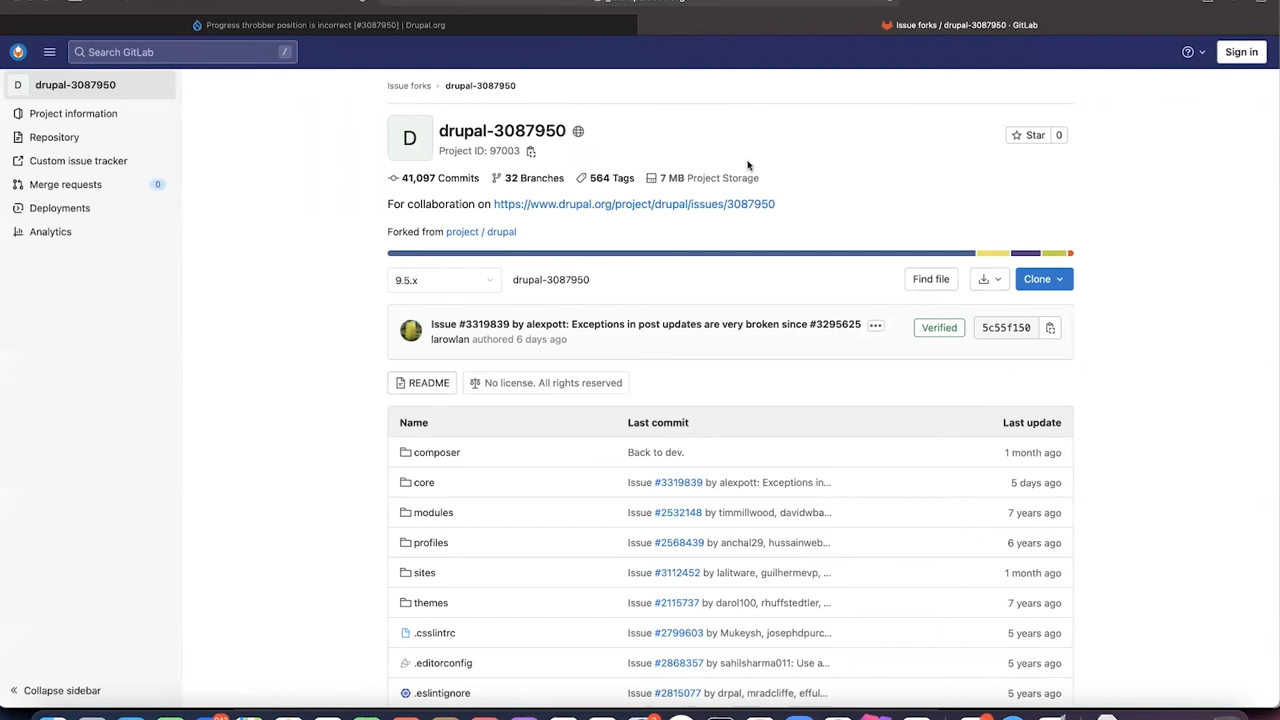 Progress throbber position is incorrect [#3087950] | Drupal.org
Issue forks / drupal-3087950 · GitLab
Search GitLab
/
Sign in
D drupal-3087950
Project information
Repository
Custom issue tracker
Merge requests 0
Deployments
Analytics
Collapse sidebar
Issue forks › drupal-3087950
D
drupal-3087950
Project ID: 97003
Star 0
41,097 Commits 32 Branches 564 Tags 7 MB Project Storage
For collaboration on https://www.drupal.org/project/drupal/issues/3087950
Forked from project / drupal
9.5.x drupal-3087950 Find file Clone
Issue #3319839 by alexpott: Exceptions in post updates are very broken since #3295625
larowlan authored 6 days ago
Verified 5c55f150
README No license. All rights reserved
Name Last commit Last update
composer Back to dev. 1 month ago
core Issue #3319839 by alexpott: Exceptions in... 5 days ago
modules Issue #2532148 by timmillwood, davidwba... 7 years ago
profiles Issue #2568439 by anchal29, hussainweb... 6 years ago
sites Issue #3112452 by lalitware, guilhermevp, ... 1 month ago
themes Issue #2115737 by darol100, rhuffstedtler, ... 7 years ago
.csslintrc Issue #2799603 by Mukeysh, josephdpurc... 5 years ago
.editorconfig Issue #2868357 by sahilsharma011: Use a... 5 years ago
.eslintignore Issue #2815077 by drpal, mradcliffe, efful... 5 years ago